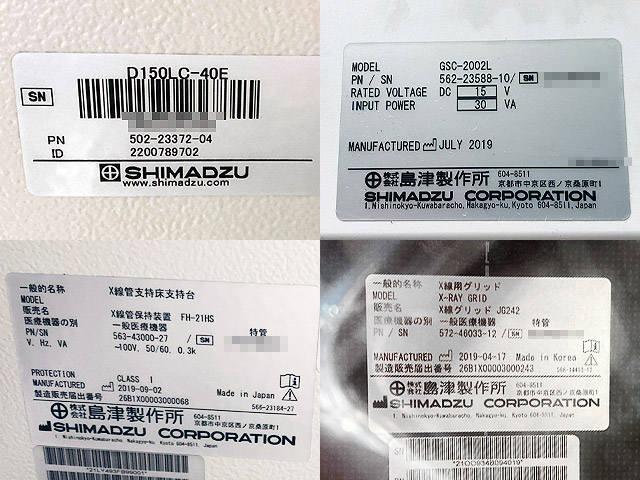 D150LC-40E
SN
PN 502-23372-04
ID 2200789702
SHIMADZU
www.shimadzu.com
MODEL GSC-2002L
PN / SN 562-23588-10/ SN
RATED VOLTAGE DC 15 V
INPUT POWER 30 VA
MANUFACTURED JULY 2019
株式会社 島津製作所 604-8511 京都市中京区西ノ京桑原町1
SHIMADZU CORPORATION
1, Nishinokyo-Kuwabaracho, Nakagyo-ku, Kyoto 604-8511, Japan
一般的名称 X線管支持床支持台
MODEL
販売名 X線管保持装置 FH-21HS
医療機器の別 一般医療機器 特管
PN/SN 563-43000-27 / SN
V. Hz. VA ~100V. 50/60. 0.3k
PROTECTION CLASS 1
MANUFACTURED 2019-09-02 Made in Japan
製造販売届出番号 26B1X00003000068
566-23184-27
株式会社 島津製作所 604-8511 京都市中京区西ノ京桑原町1
SHIMADZU CORPORATION
1, Nishinokyo-Kuwabaracho, Nakagyo-ku, Kyoto 604-8511, Japan
*21LY493FB99001*
一般的名称 X線用グリッド
MODEL X-RAY GRID
販売名 X線グリッド JG242
医療機器の別 一般医療機器 特管
PN/SN 572-46033-12 / SN
MANUFACTURED 2019-04-17 Made in Korea
製造販売届出番号 26B1X00003000243
566-14413-12
株式会社 島津製作所 604-8511 京都市中京区西ノ京桑原町1
SHIMADZU CORPORATION
1, Nishinokyo-Kuwabaracho, Nakagyo-ku, Kyoto 604-8511, Japan
SN
*21OO934B094019*